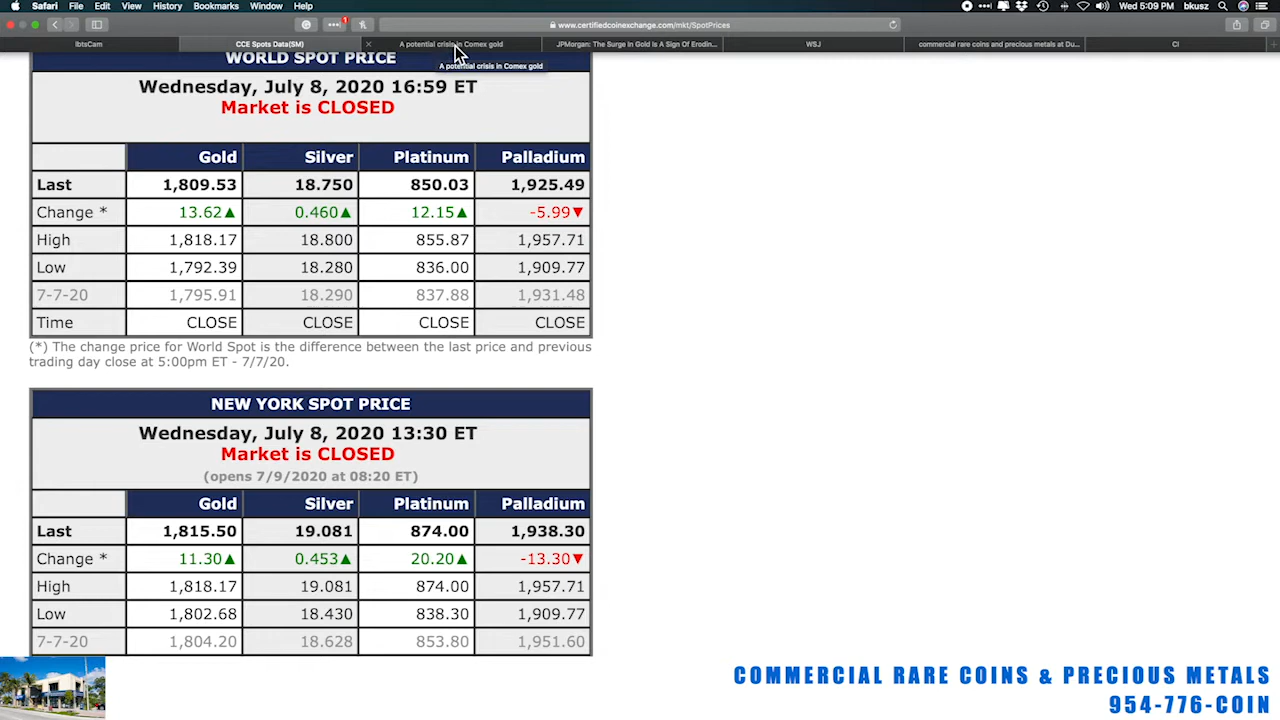 Safari File Edit View History Bookmarks Window Help
Wed 5:09 PM bkusz
www.certifiedcoinexchange.com/mkt/SpotPrices
lbtsCam CCE Spots Data(SM) A potential crisis in Comex gold JPMorgan: The Surge In Gold Is A Sign Of Erodin... WSJ commercial rare coins and precious metals at Du... CI
A potential crisis in Comex gold
WORLD SPOT PRICE
Wednesday, July 8, 2020 16:59 ET
Market is CLOSED
Gold Silver Platinum Palladium
Last 1,809.53 18.750 850.03 1,925.49
Change * 13.62▲ 0.460▲ 12.15▲ -5.99▼
High 1,818.17 18.800 855.87 1,957.71
Low 1,792.39 18.280 836.00 1,909.77
7-7-20 1,795.91 18.290 837.88 1,931.48
Time CLOSE CLOSE CLOSE CLOSE
(*) The change price for World Spot is the difference between the last price and previous
trading day close at 5:00pm ET - 7/7/20.
NEW YORK SPOT PRICE
Wednesday, July 8, 2020 13:30 ET
Market is CLOSED
(opens 7/9/2020 at 08:20 ET)
Gold Silver Platinum Palladium
Last 1,815.50 19.081 874.00 1,938.30
Change * 11.30▲ 0.453▲ 20.20▲ -13.30▼
High 1,818.17 19.081 874.00 1,957.71
Low 1,802.68 18.430 838.30 1,909.77
7-7-20 1,804.20 18.628 853.80 1,951.60
COMMERCIAL RARE COINS & PRECIOUS METALS
954-776-COIN